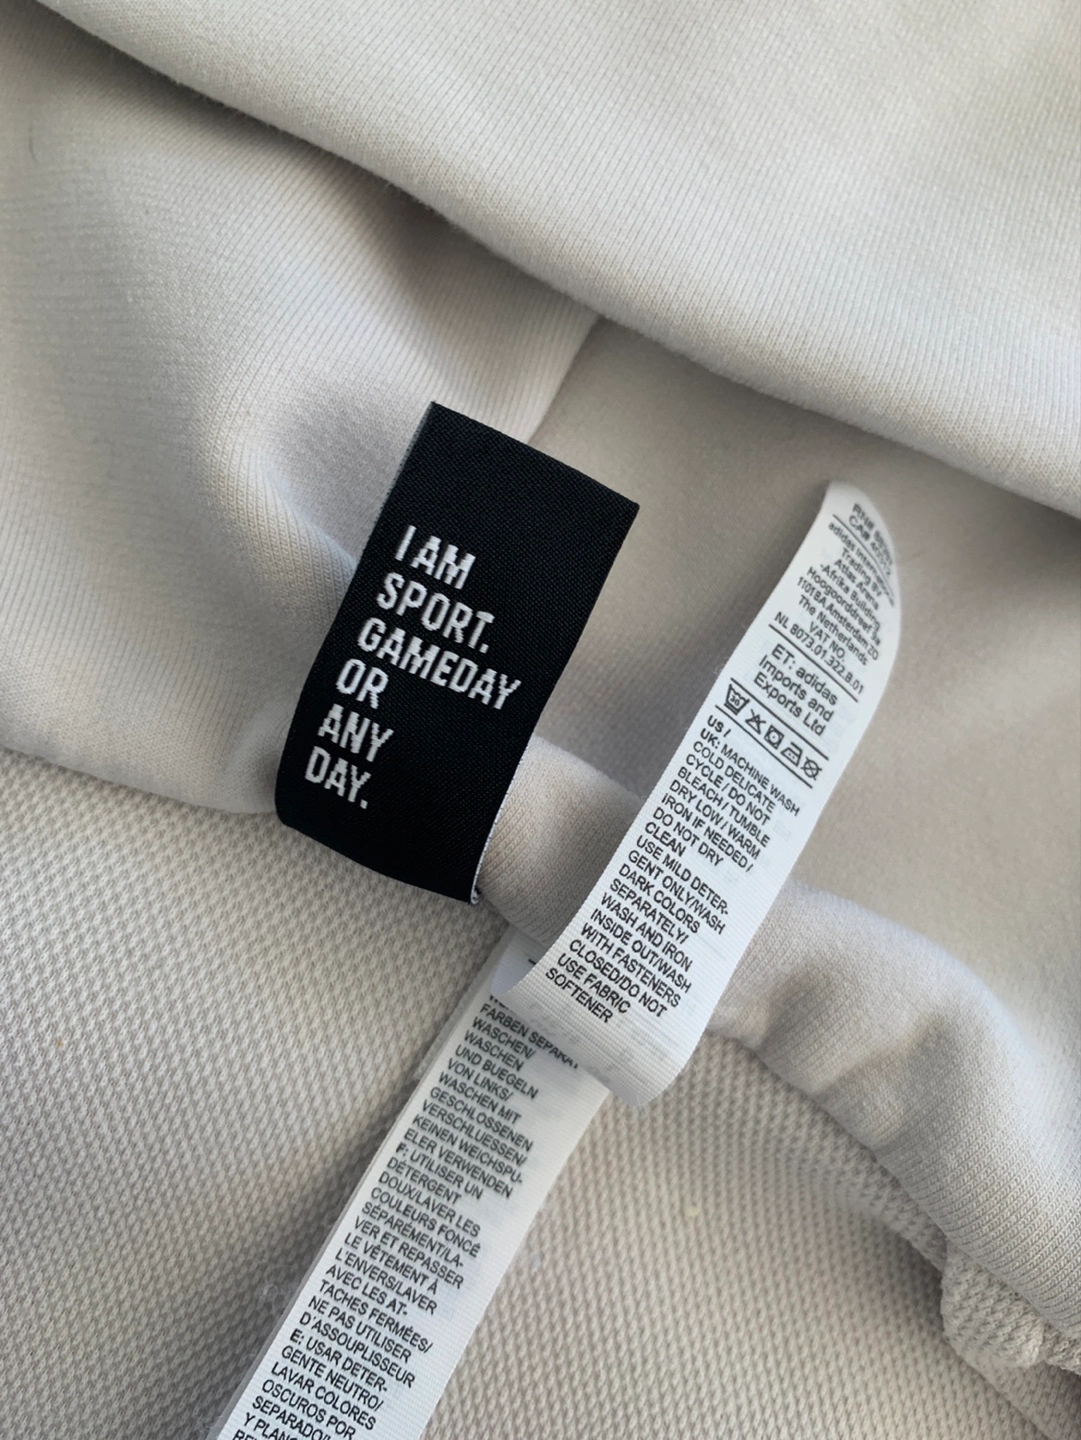 I AM
SPORT.
GAMEDAY
OR
ANY
DAY.
adidas International
Trading BV
Atlas Arena
-Afrika Building,
Hoogoorddreef 9a
1101BA Amsterdam ZO
The Netherlands
VAT NO.
NL 8073.01.322.B.01
ET: adidas
Imports and
Exports Ltd
30
US /
UK: MACHINE WASH
COLD DELICATE
CYCLE / DO NOT
BLEACH / TUMBLE
DRY LOW / WARM
IRON IF NEEDED /
DO NOT DRY
CLEAN
USE MILD DETER-
GENT ONLY/WASH
DARK COLORS
SEPARATELY/
WASH AND IRON
INSIDE OUT/WASH
WITH FASTENERS
CLOSED/DO NOT
USE FABRIC
SOFTENER
FARBEN SEPARAT
WASCHEN/
WASCHEN
UND BUEGELN
VON LINKS/
WASCHEN MIT
GESCHLOSSENEN
VERSCHLUESSEN/
KEINEN WEICHSPU-
ELER VERWENDEN
F: UTILISER UN
DÉTERGENT
DOUX/LAVER LES
COULEURS FONCÉ
SÉPARÉMENT/LA-
VER ET REPASSER
LE VÊTEMENT À
L'ENVERS/LAVER
AVEC LES AT-
TACHES FERMÉES/
NE PAS UTILISER
D'ASSOUPLISSEUR
E: USAR DETER-
GENTE NEUTRO/
LAVAR COLORES
OSCUROS POR
SEPARADO/
Y PLANC